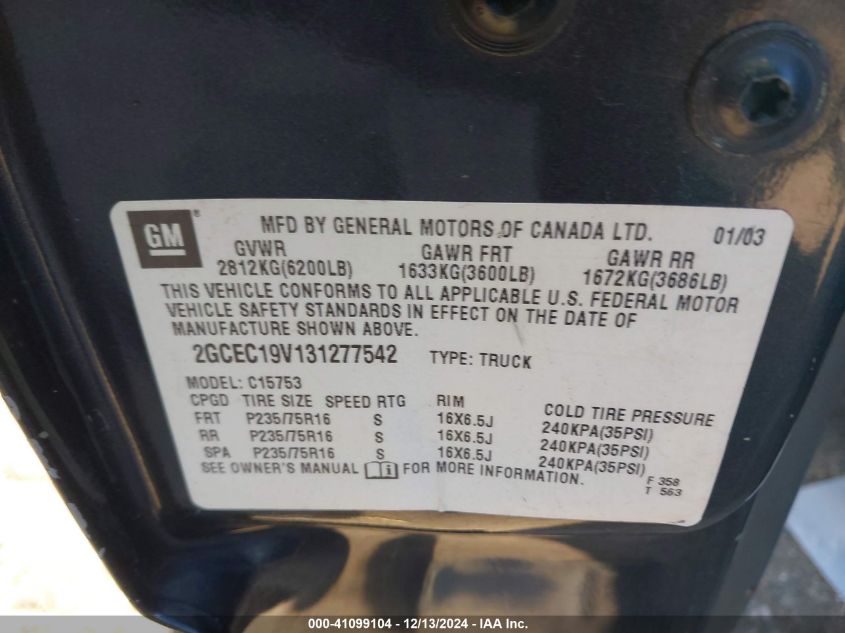 GM ® MFD BY GENERAL MOTORS OF CANADA LTD. 01/03
GVWR GAWR FRT GAWR RR
2812KG(6200LB) 1633KG(3600LB) 1672KG(3686LB)
THIS VEHICLE CONFORMS TO ALL APPLICABLE U.S. FEDERAL MOTOR
VEHICLE SAFETY STANDARDS IN EFFECT ON THE DATE OF
MANUFACTURE SHOWN ABOVE.
2GCEC19V131277542 TYPE: TRUCK
MODEL: C15753
CPGD TIRE SIZE SPEED RTG RIM COLD TIRE PRESSURE
FRT P235/75R16 S 16X6.5J 240KPA(35PSI)
RR P235/75R16 S 16X6.5J 240KPA(35PSI)
SPA P235/75R16 S 16X6.5J 240KPA(35PSI)
SEE OWNER'S MANUAL i FOR MORE INFORMATION.
F 358
T 563
000-41099104 - 12/13/2024 - IAA Inc.